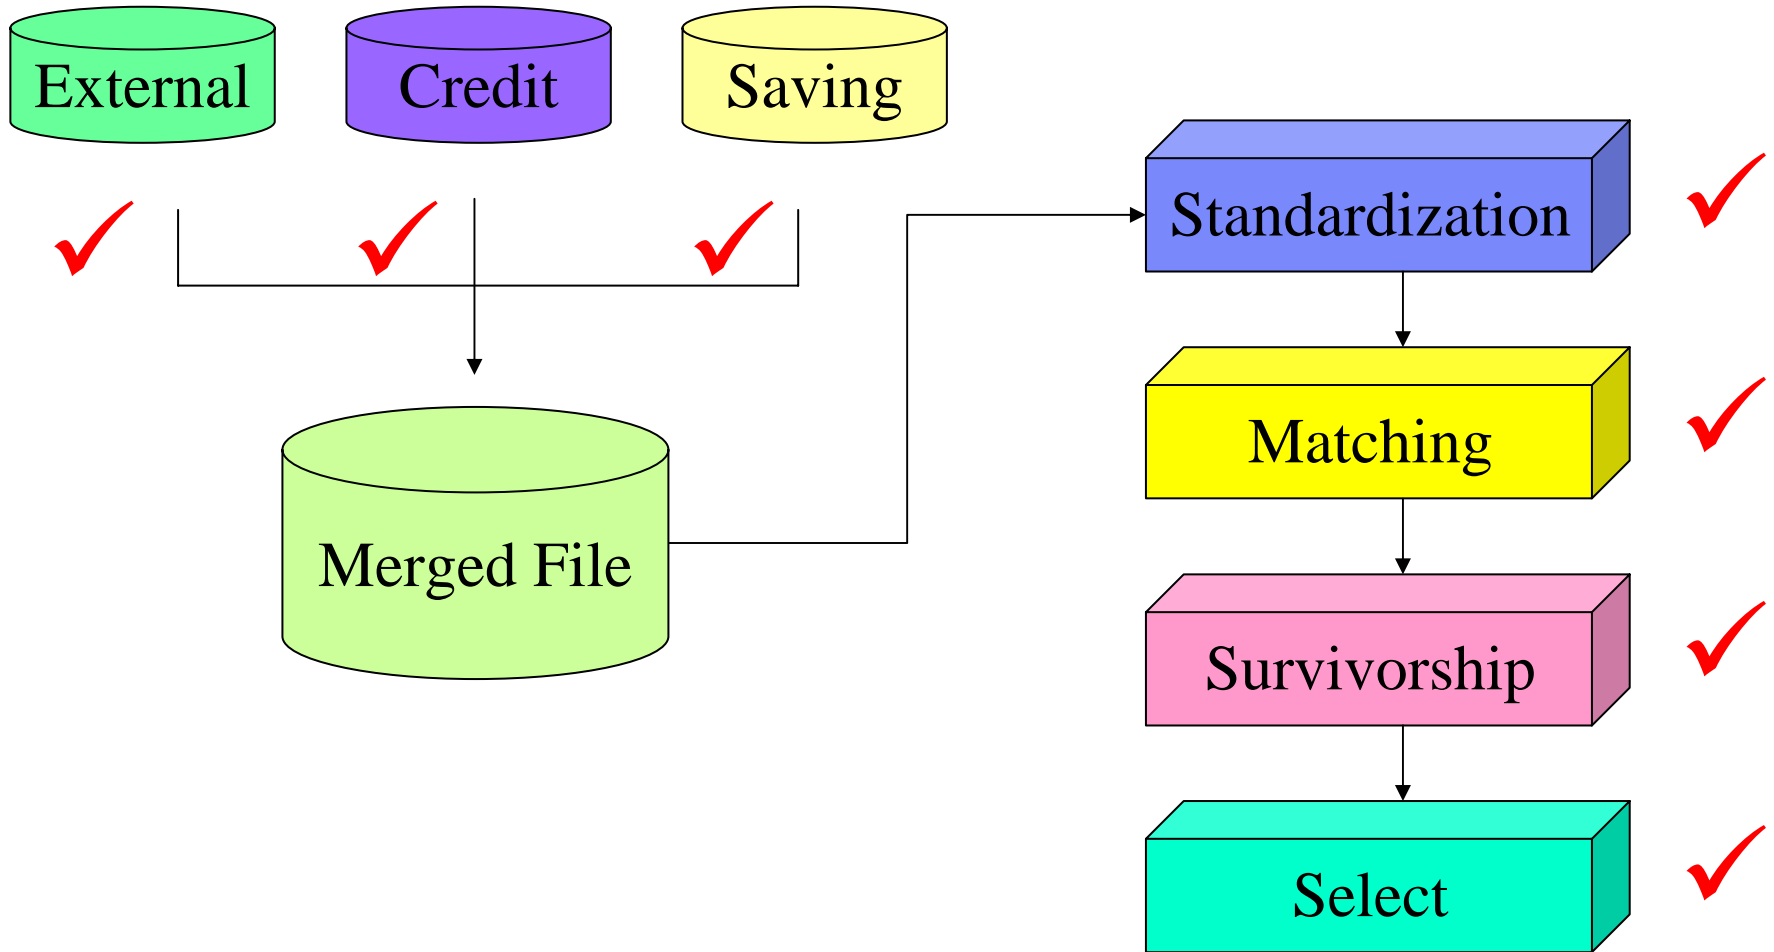 External
Credit
Saving
Standardization
Matching
Merged File
Survivorship
Select